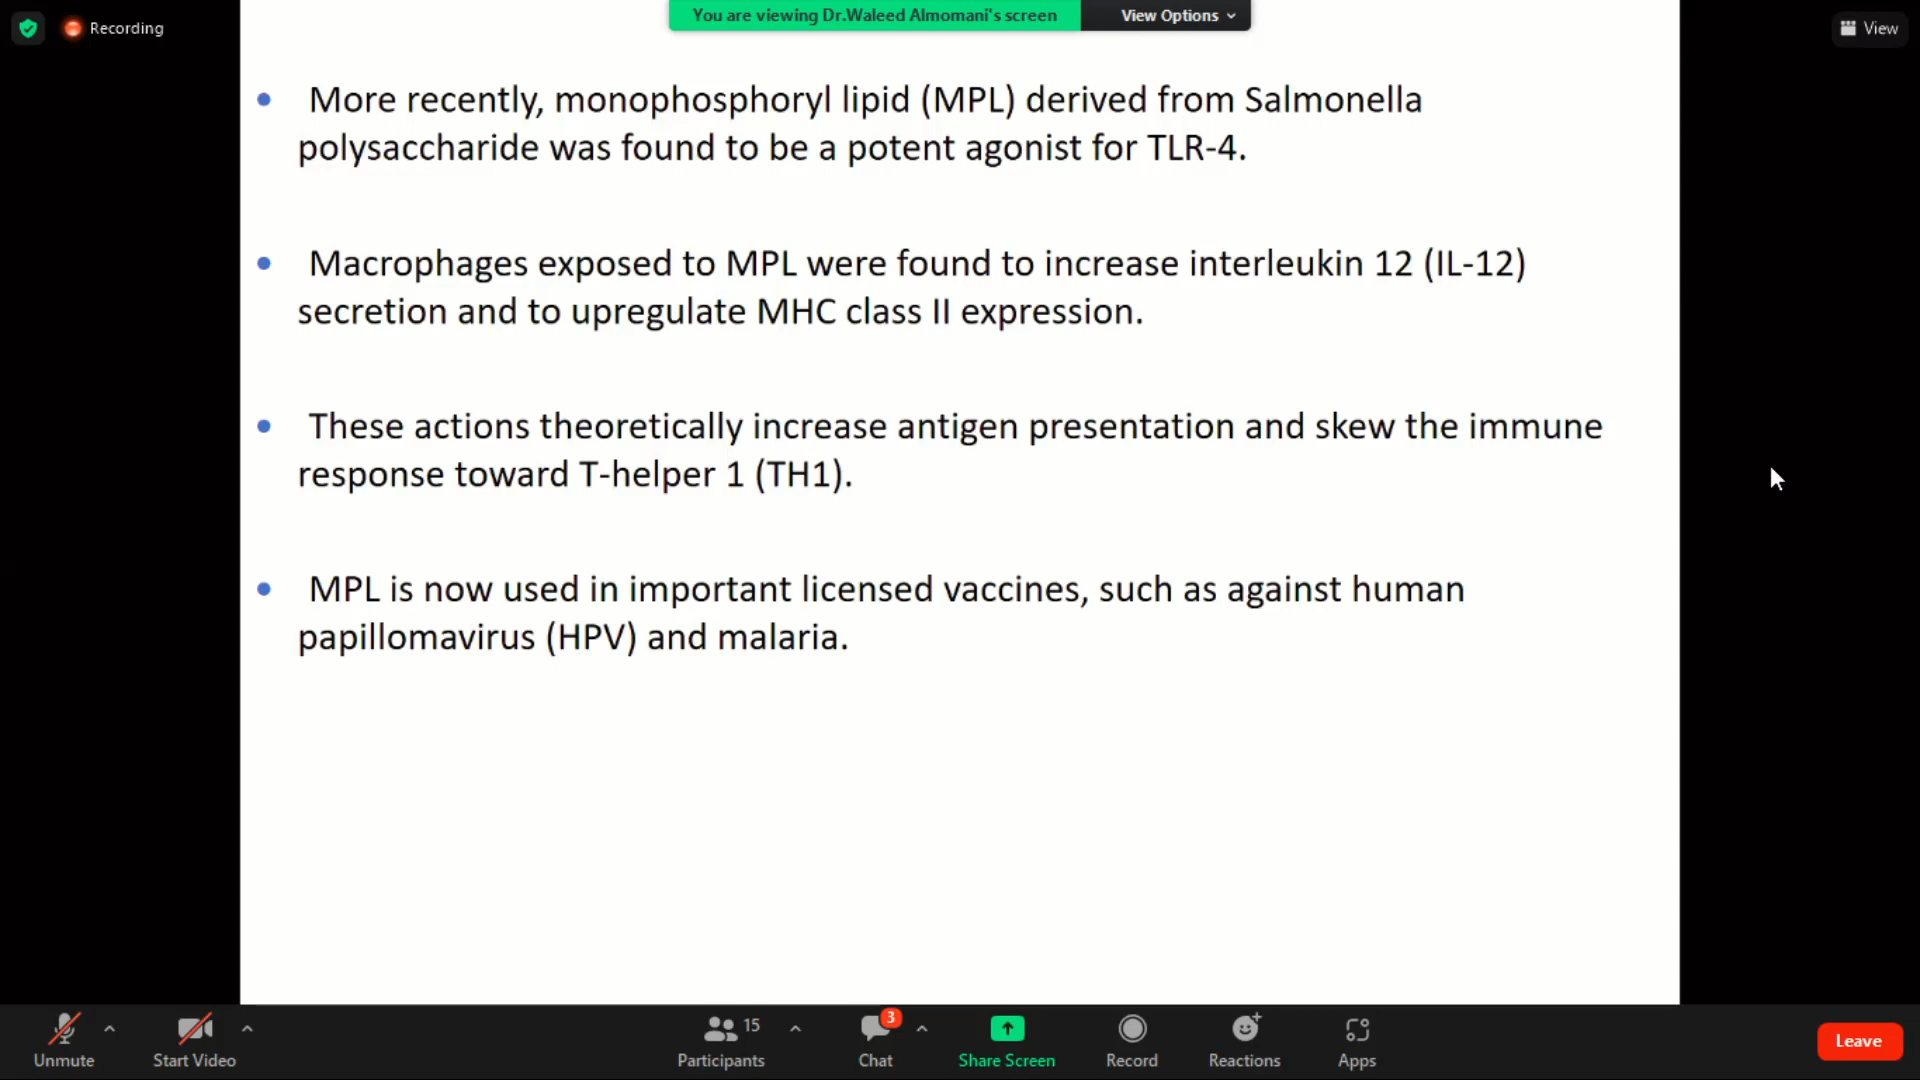 Recording
You are viewing Dr.Waleed Almomani's screen
View Options
View
• More recently, monophosphoryl lipid (MPL) derived from Salmonella
polysaccharide was found to be a potent agonist for TLR-4.
• Macrophages exposed to MPL were found to increase interleukin 12 (IL-12)
secretion and to upregulate MHC class II expression.
• These actions theoretically increase antigen presentation and skew the immune
response toward T-helper 1 (TH1).
• MPL is now used in important licensed vaccines, such as against human
papillomavirus (HPV) and malaria.
15
3
Unmute
Start Video
Participants
Chat
Share Screen
Record
Reactions
Apps
Leave